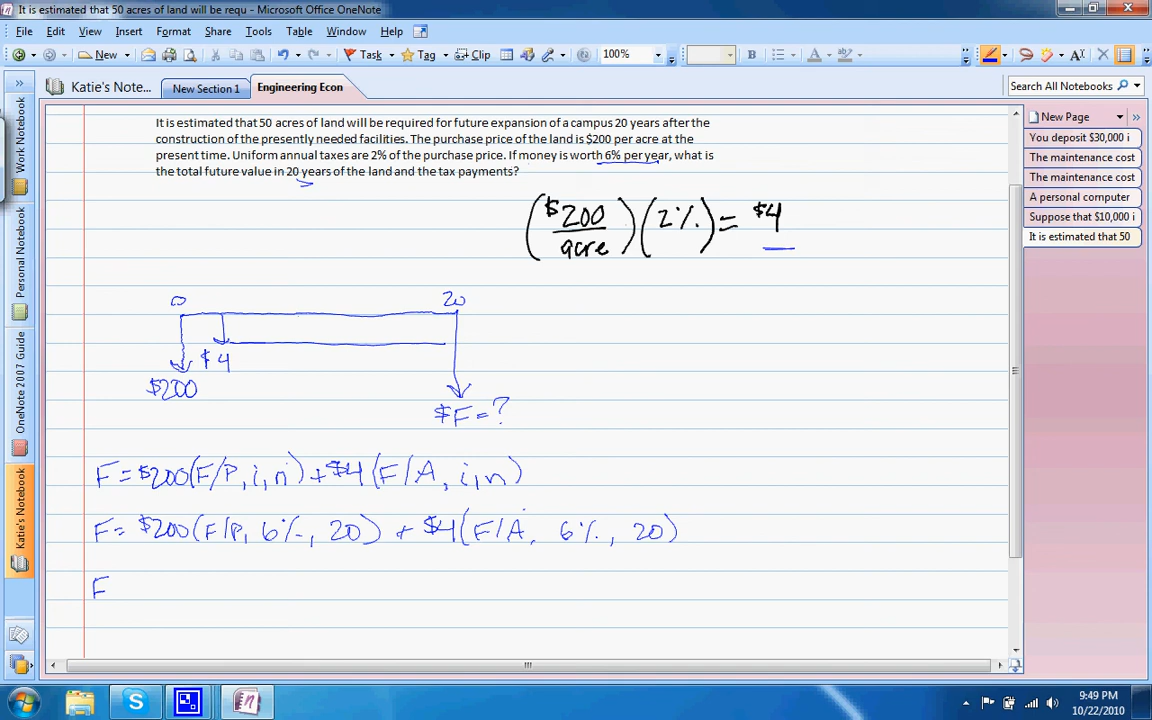 It is estimated that 50 acres of land will be requ - Microsoft Office OneNote
File Edit View Insert Format Share Tools Table Window Help
New Task Tag Clip 100% B A ab
Katie's Note... New Section 1 Engineering Econ
Search All Notebooks
New Page
You deposit $30,000 i
The maintenance cost
The maintenance cost
A personal computer
Suppose that $10,000 i
It is estimated that 50
Work Notebook
Personal Notebook
OneNote 2007 Guide
Katie's Notebook
It is estimated that 50 acres of land will be required for future expansion of a campus 20 years after the
construction of the presently needed facilities. The purchase price of the land is $200 per acre at the
present time. Uniform annual taxes are 2% of the purchase price. If money is worth 6% per year, what is
the total future value in 20 years of the land and the tax payments?
($200/acre)(2%) = $4
0 20
$4
$200
$F = ?
F = $200(F/P, i, n) + $4(F/A, i, n)
F = $200(F/P, 6%, 20) + $4(F/A, 6%, 20)
F
9:49 PM
10/22/2010